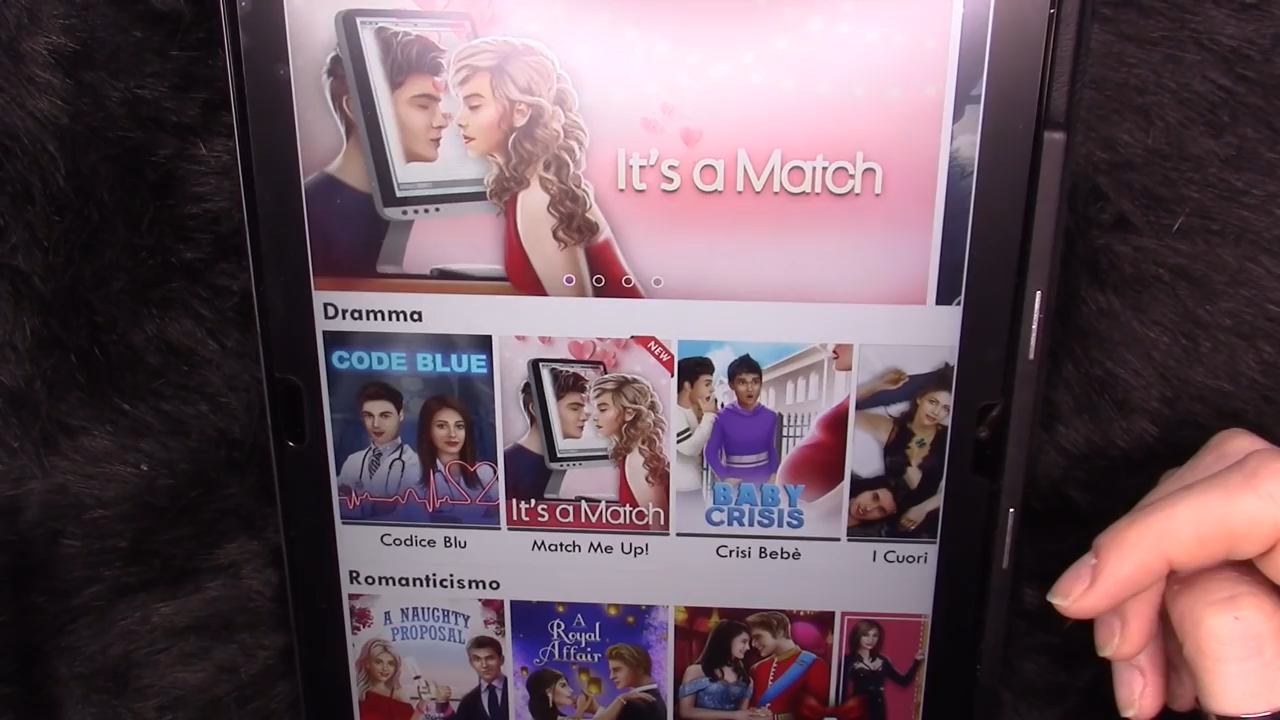 It's a Match
Dramma
CODE BLUE
NEW
It's a Match
BABY
CRISIS
Codice Blu
Match Me Up!
Crisi Bebè
I Cuori
Romanticismo
A NAUGHTY
PROPOSAL
A
Royal
Affair